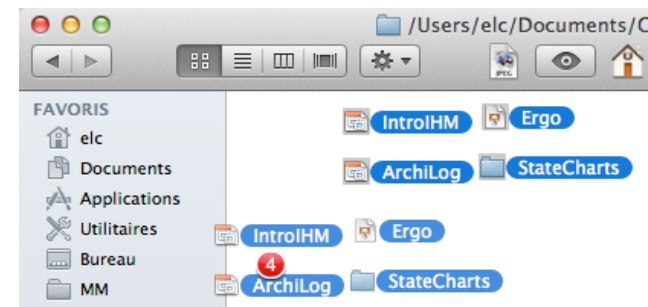 /Users/elc/Documents/C
JPEG
FAVORIS
elc
Documents
Applications
Utilitaires
Bureau
MM
IntroIHM
Ergo
ArchiLog
StateCharts
IntroIHM
Ergo
4
ArchiLog
StateCharts